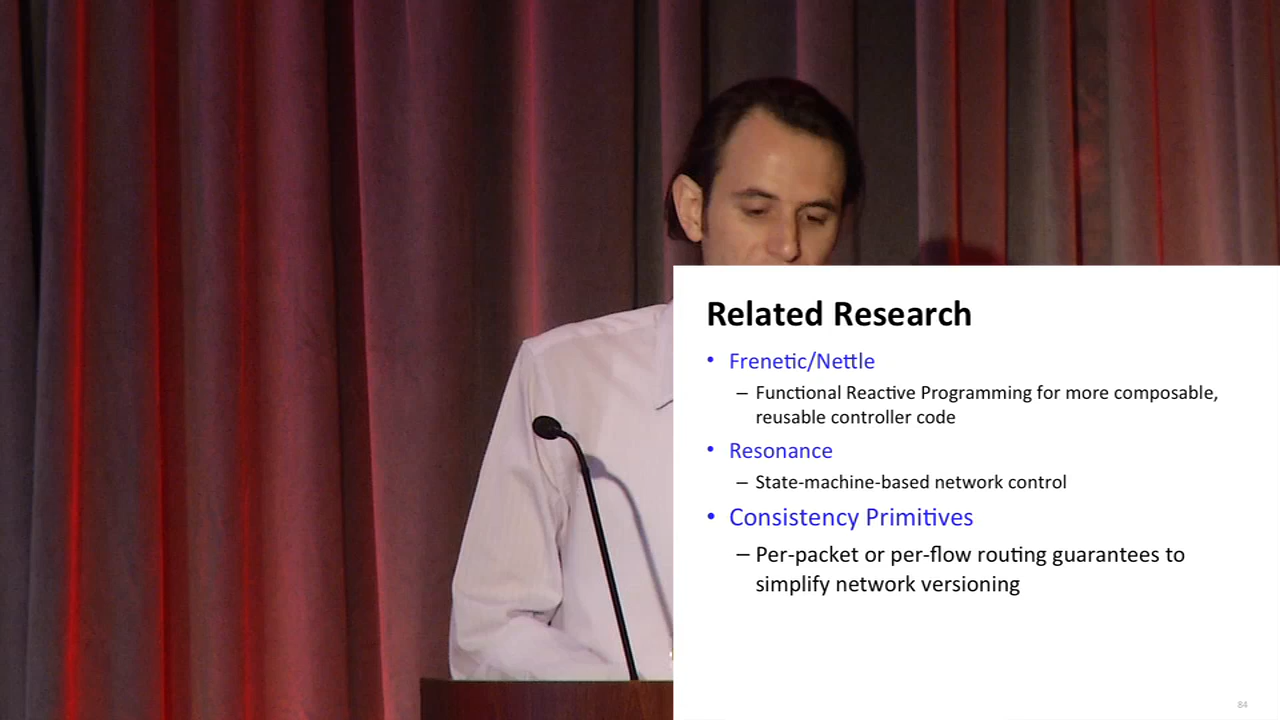 Related Research
• Frenetic/Nettle
– Functional Reactive Programming for more composable,
reusable controller code
• Resonance
– State-machine-based network control
• Consistency Primitives
– Per-packet or per-flow routing guarantees to
simplify network versioning
84